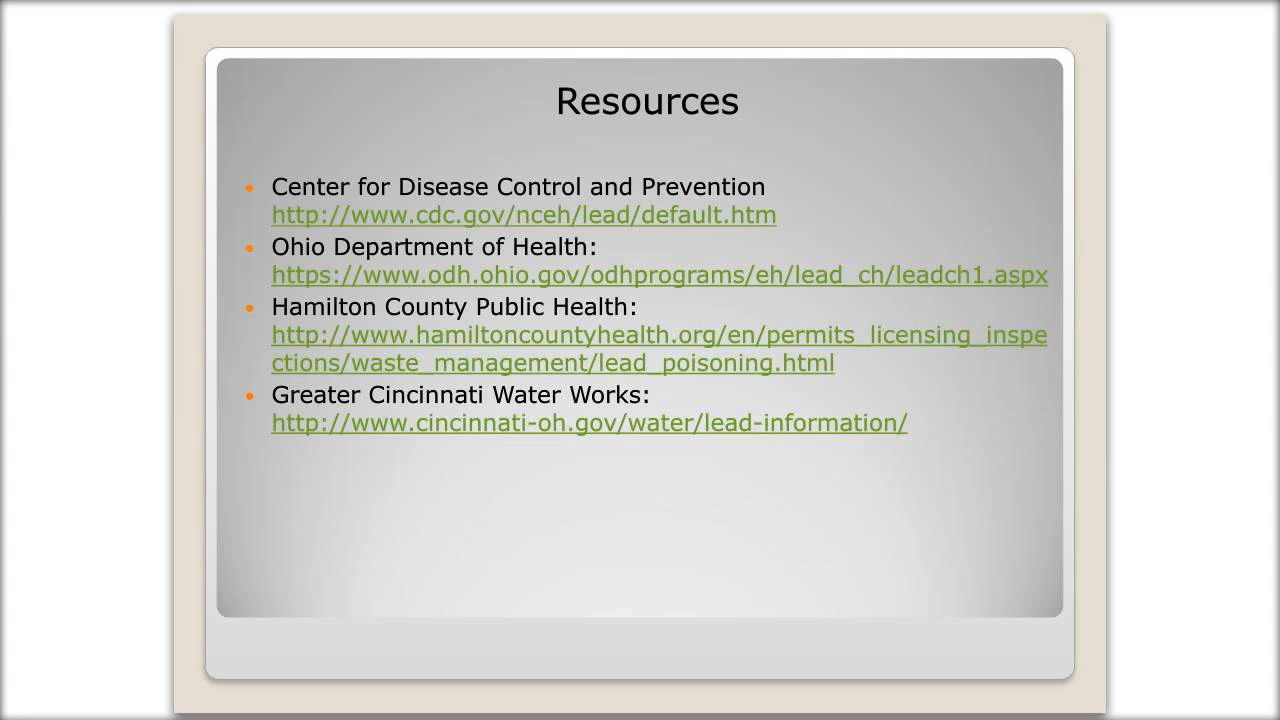 Resources
Center for Disease Control and Prevention
http://www.cdc.gov/nceh/lead/default.htm
Ohio Department of Health:
https://www.odh.ohio.gov/odhprograms/eh/lead_ch/leadch1.aspx
Hamilton County Public Health:
http://www.hamiltoncountyhealth.org/en/permits_licensing_inspe
ctions/waste_management/lead_poisoning.html
Greater Cincinnati Water Works:
http://www.cincinnati-oh.gov/water/lead-information/